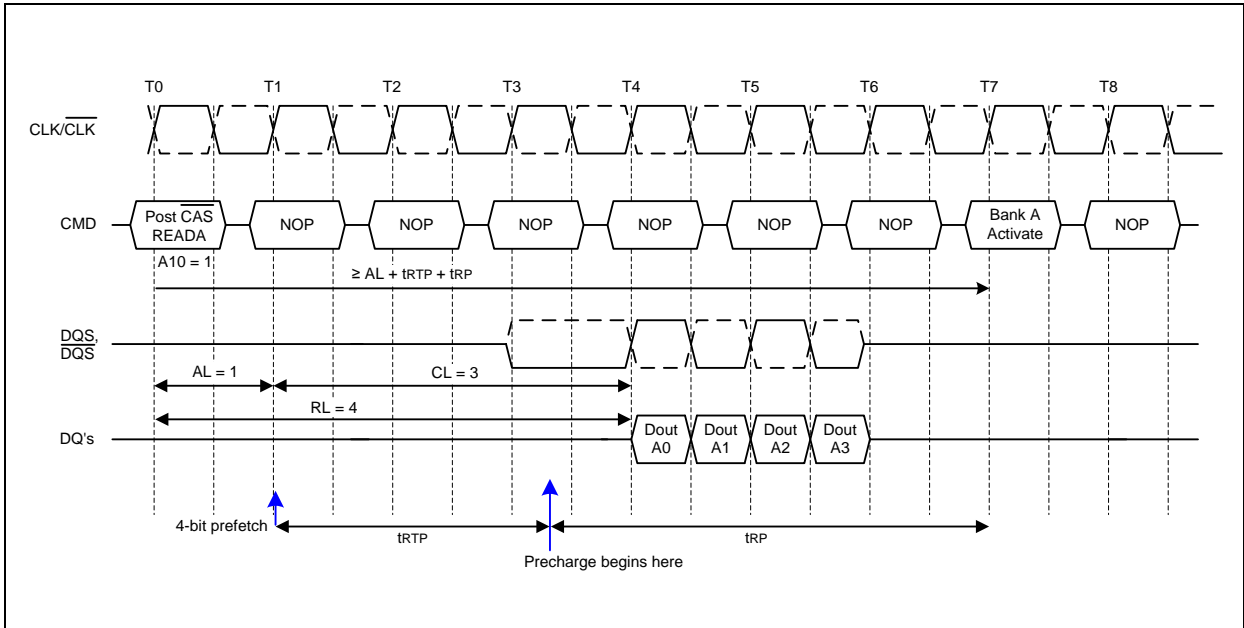 T0 T1 T2 T3 T4 T5 T6 T7 T8
CLK/CLK
CMD
Post CAS READA
NOP
NOP
NOP
NOP
NOP
NOP
Bank A Activate
NOP
A10 = 1
≥ AL + tRTP + tRP
DQS,
DQS
AL = 1
CL = 3
RL = 4
DQ's
Dout A0
Dout A1
Dout A2
Dout A3
4-bit prefetch
tRTP
tRP
Precharge begins here